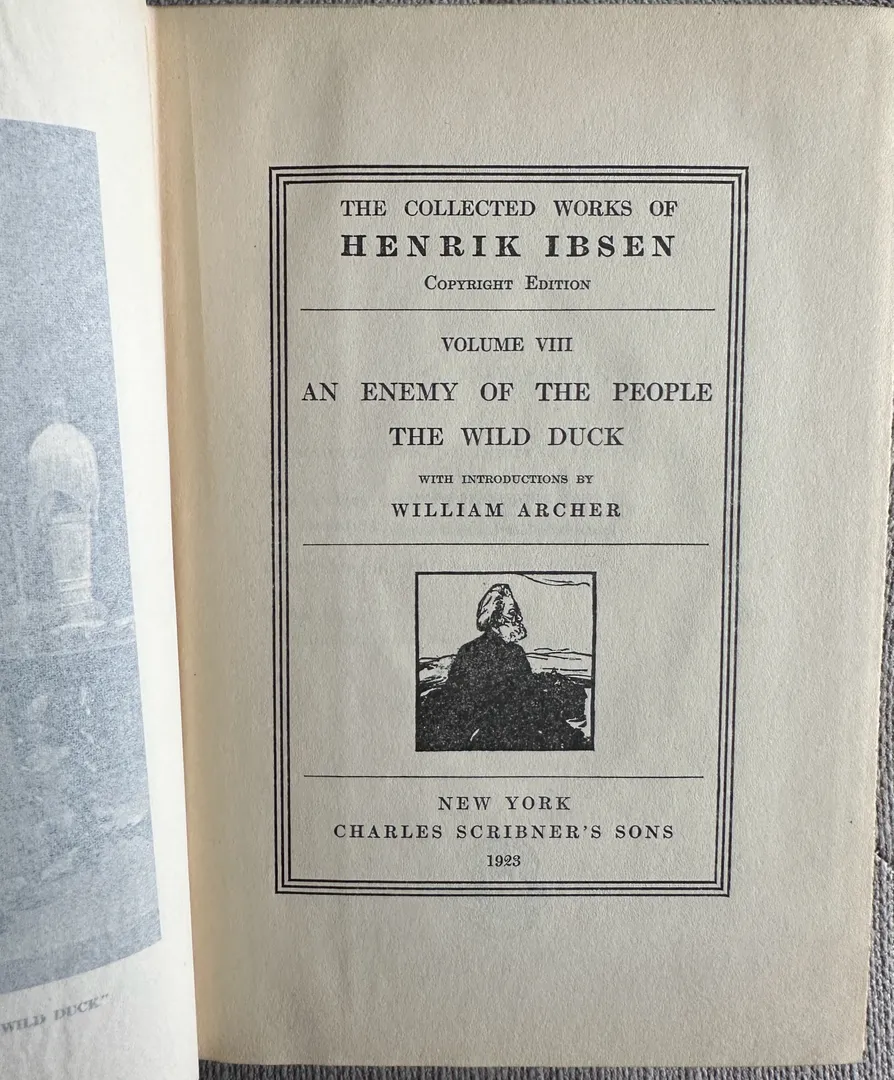 WILD DUCK"
THE COLLECTED WORKS OF
HENRIK IBSEN
COPYRIGHT EDITION
VOLUME VIII
AN ENEMY OF THE PEOPLE
THE WILD DUCK
WITH INTRODUCTIONS BY
WILLIAM ARCHER
NEW YORK
CHARLES SCRIBNER'S SONS
1923